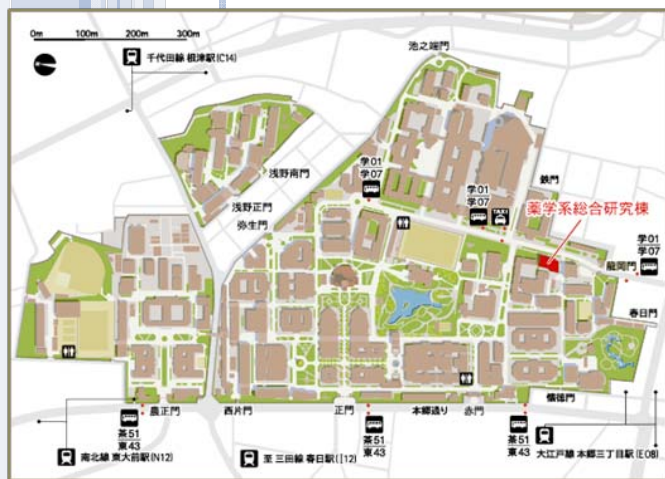 0m 100m 200m 300m
千代田線 根津駅(C14)
池之端門
学01
学07
浅野南門
浅野正門
弥生門
学01
学07
TAXI
鉄門
薬学系総合研究棟
学01
学07
龍岡門
春日門
農正門
西片門
正門
本郷通り
赤門
懐徳門
茶51
東43
茶51
東43
茶51
東43
南北線 東大前駅(N12)
至 三田線 春日駅(I12)
大江戸線 本郷三丁目駅(E08)